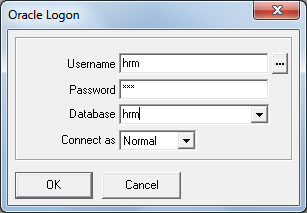 Oracle Logon
Username hrm ...
Password ***
Database hrm
Connect as Normal
OK Cancel